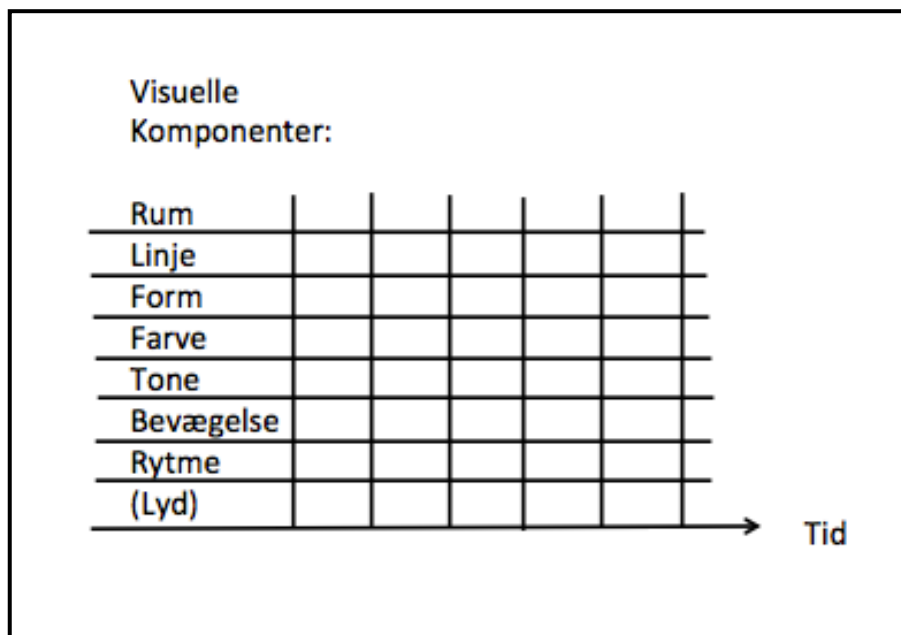 Visuelle
Komponenter:
Rum
Linje
Form
Farve
Tone
Bevægelse
Rytme
(Lyd)
Tid